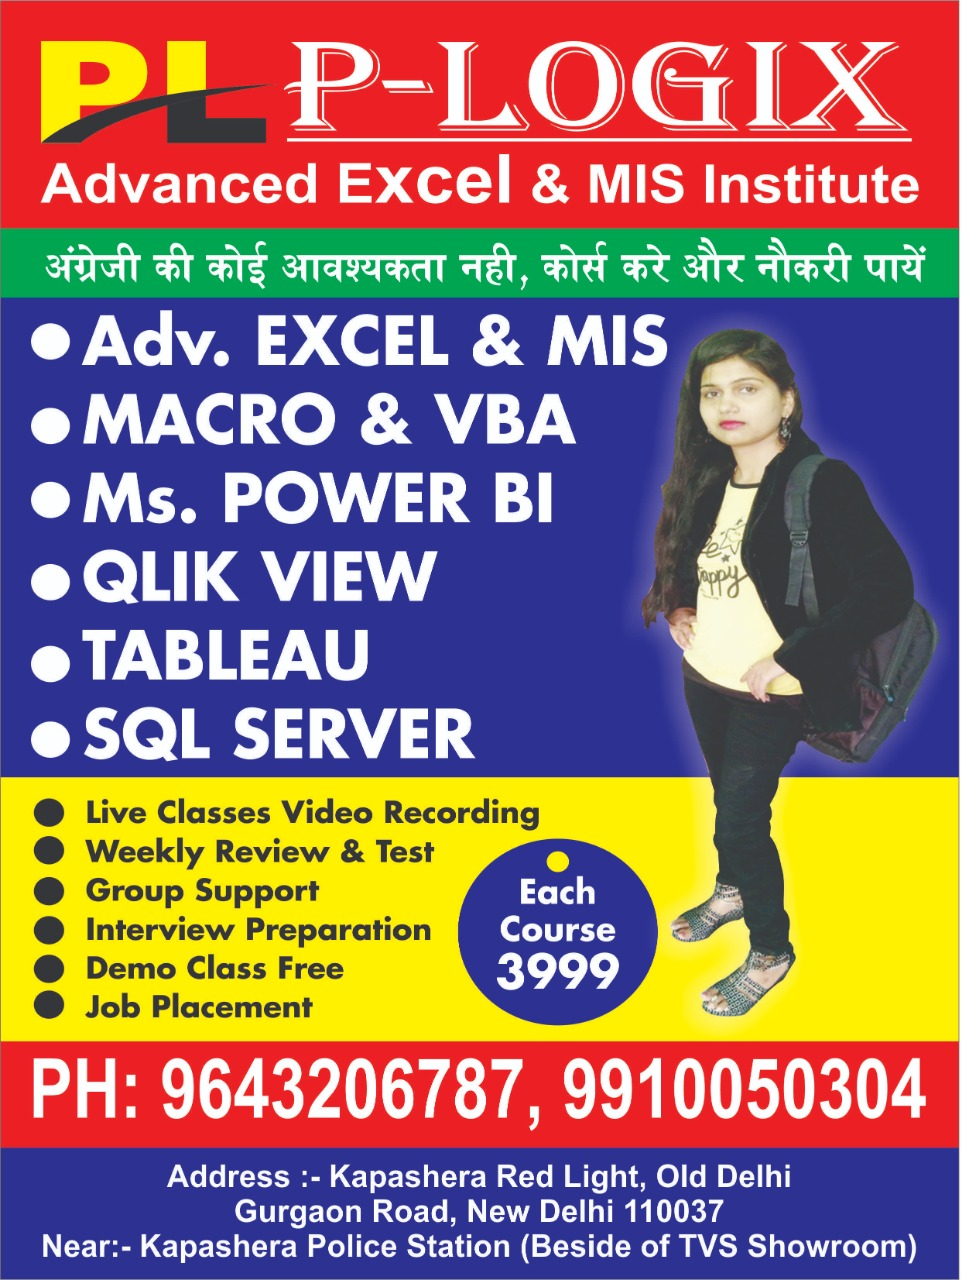 PL P-LOGIX
Advanced Excel & MIS Institute
अंग्रेजी की कोई आवश्यकता नही, कोर्स करे और नौकरी पायें
● Adv. EXCEL & MIS
● MACRO & VBA
● Ms. POWER BI
● QLIK VIEW
● TABLEAU
● SQL SERVER
● Live Classes Video Recording
● Weekly Review & Test
● Group Support
● Interview Preparation
● Demo Class Free
● Job Placement
Each
Course
3999
PH: 9643206787, 9910050304
Address :- Kapashera Red Light, Old Delhi
Gurgaon Road, New Delhi 110037
Near:- Kapashera Police Station (Beside of TVS Showroom)